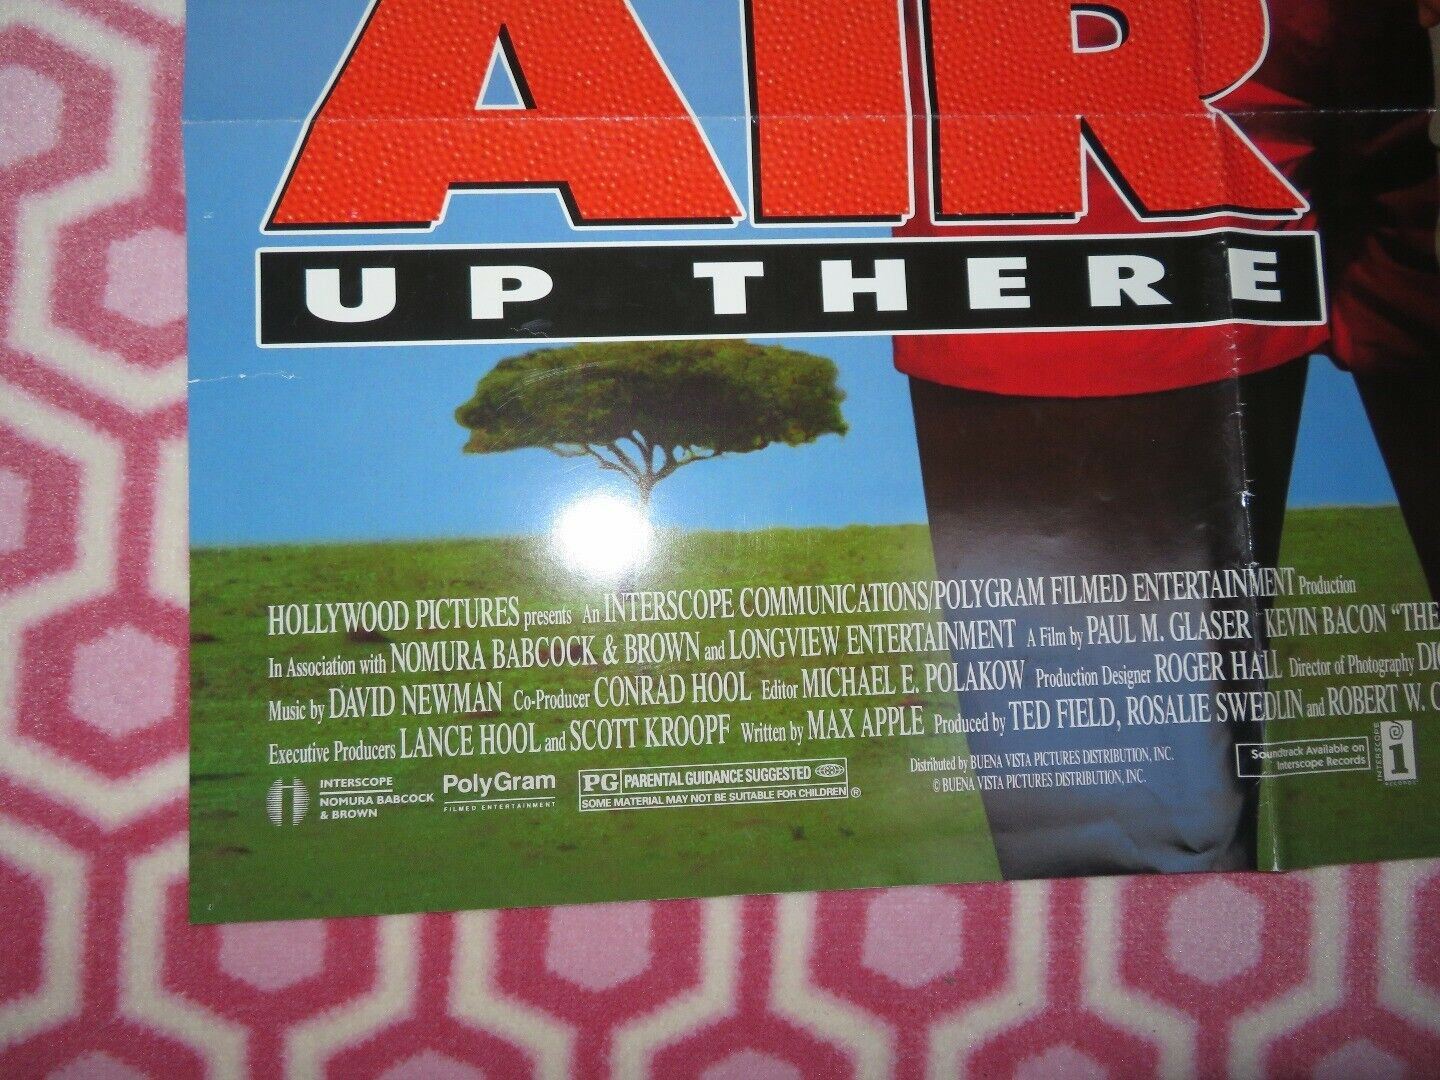 AIR
UP THERE
HOLLYWOOD PICTURES presents An INTERSCOPE COMMUNICATIONS/POLYGRAM FILMED ENTERTAINMENT Production
In Association with NOMURA BABCOCK & BROWN and LONGVIEW ENTERTAINMENT A Film by PAUL M. GLASER KEVIN BACON "THE
Music by DAVID NEWMAN Co-Producer CONRAD HOOL Editor MICHAEL E. POLAKOW Production Designer ROGER HALL Director of Photography
Executive Producers LANCE HOOL and SCOTT KROOPF Written by MAX APPLE Produced by TED FIELD, ROSALIE SWEDLIN and ROBERT W.
INTERSCOPE
NOMURA BABCOCK
& BROWN
PolyGram
FILMED ENTERTAINMENT
PG PARENTAL GUIDANCE SUGGESTED
SOME MATERIAL MAY NOT BE SUITABLE FOR CHILDREN ®
Distributed by BUENA VISTA PICTURES DISTRIBUTION, INC.
© BUENA VISTA PICTURES DISTRIBUTION, INC.
Soundtrack Available on
Interscope Records
INTERSCOPE
i
RECORDS